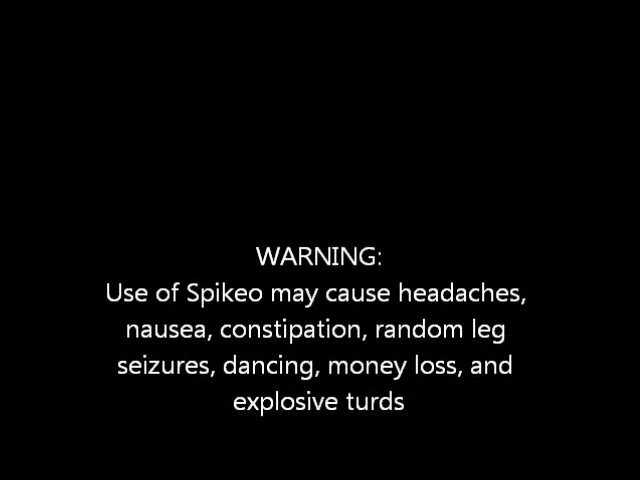 WARNING:
Use of Spikeo may cause headaches,
nausea, constipation, random leg
seizures, dancing, money loss, and
explosive turds